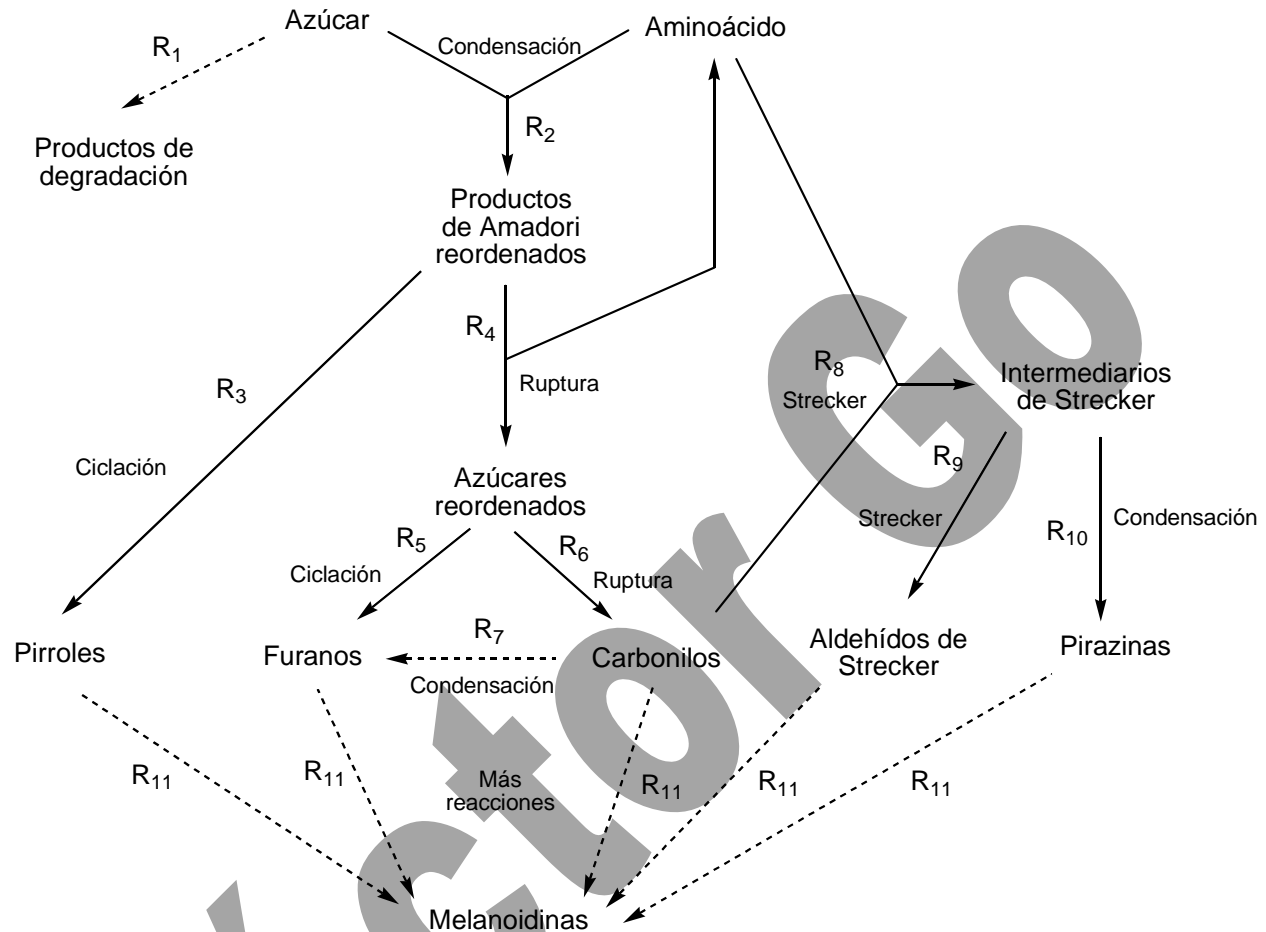 Azúcar
Condensación
Aminoácido
R1
R2
Productos de
degradación
Productos
de Amadori
reordenados
R4
Ruptura
R3
Ciclación
R8
Strecker
Intermediarios
de Strecker
R9
Strecker
R10
Condensación
Azúcares
reordenados
R5
Ciclación
R6
Ruptura
Pirroles
Furanos
R7
Condensación
Carbonilos
Aldehídos de
Strecker
Pirazinas
R11
R11
Más
reacciones
R11
R11
R11
Melanoidinas
ctor Go